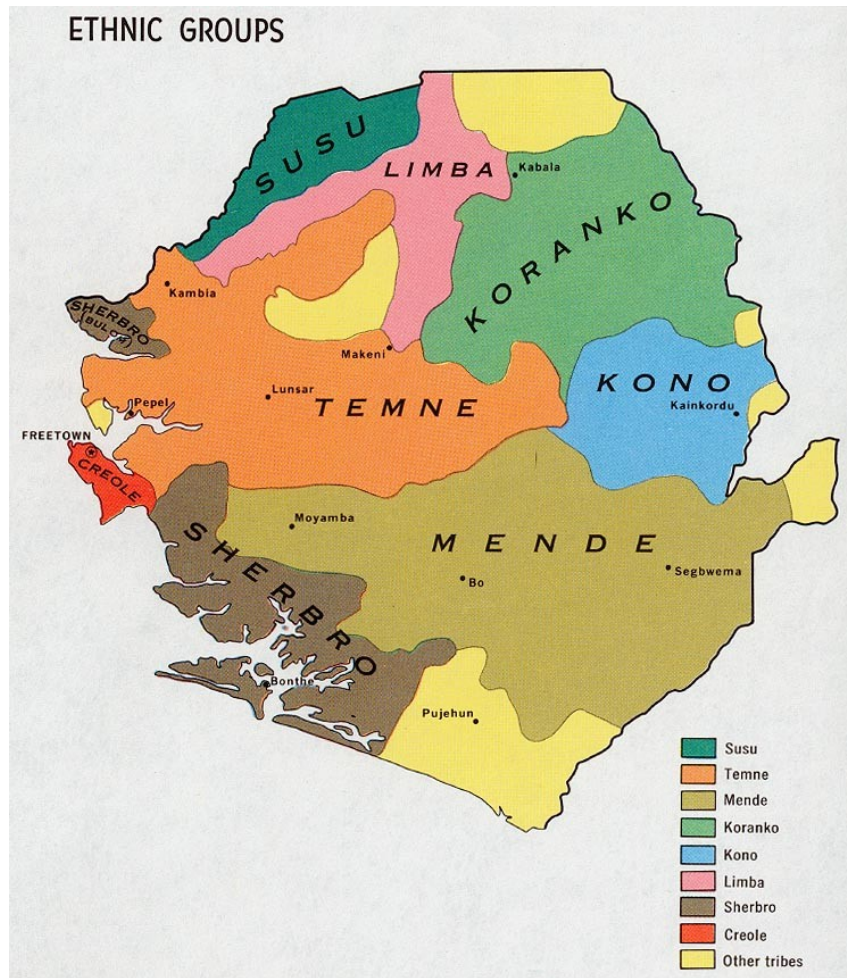 ETHNIC GROUPS
SUSU
LIMBA
Kabala
KORANKO
Kambia
SHERBRO
(BULOM)
Makeni
KONO
Lunsar
TEMNE
Kainkordu
Pepel
FREETOWN
CREOLE
Moyamba
SHERBRO
MENDE
Segbwema
Bo
Bonthe
Pujehun
Susu
Temne
Mende
Koranko
Kono
Limba
Sherbro
Creole
Other tribes